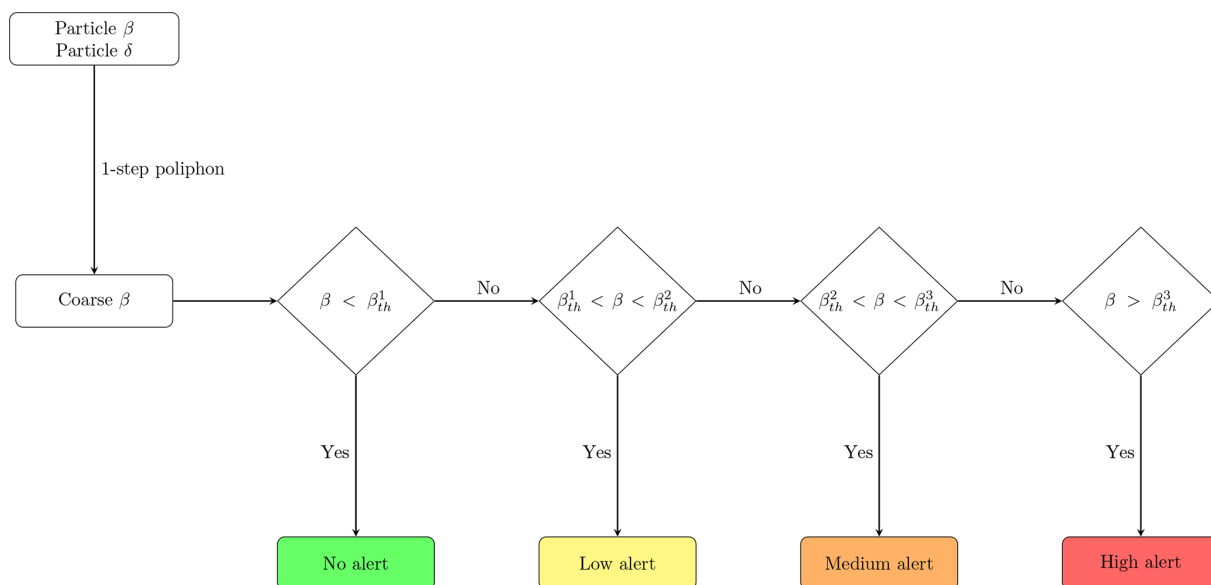 Particle β
Particle δ
1-step poliphon
Coarse β
β < β¹ₜₕ
No
β¹ₜₕ < β < β²ₜₕ
No
β²ₜₕ < β < β³ₜₕ
No
β > β³ₜₕ
Yes
Yes
Yes
Yes
No alert
Low alert
Medium alert
High alert